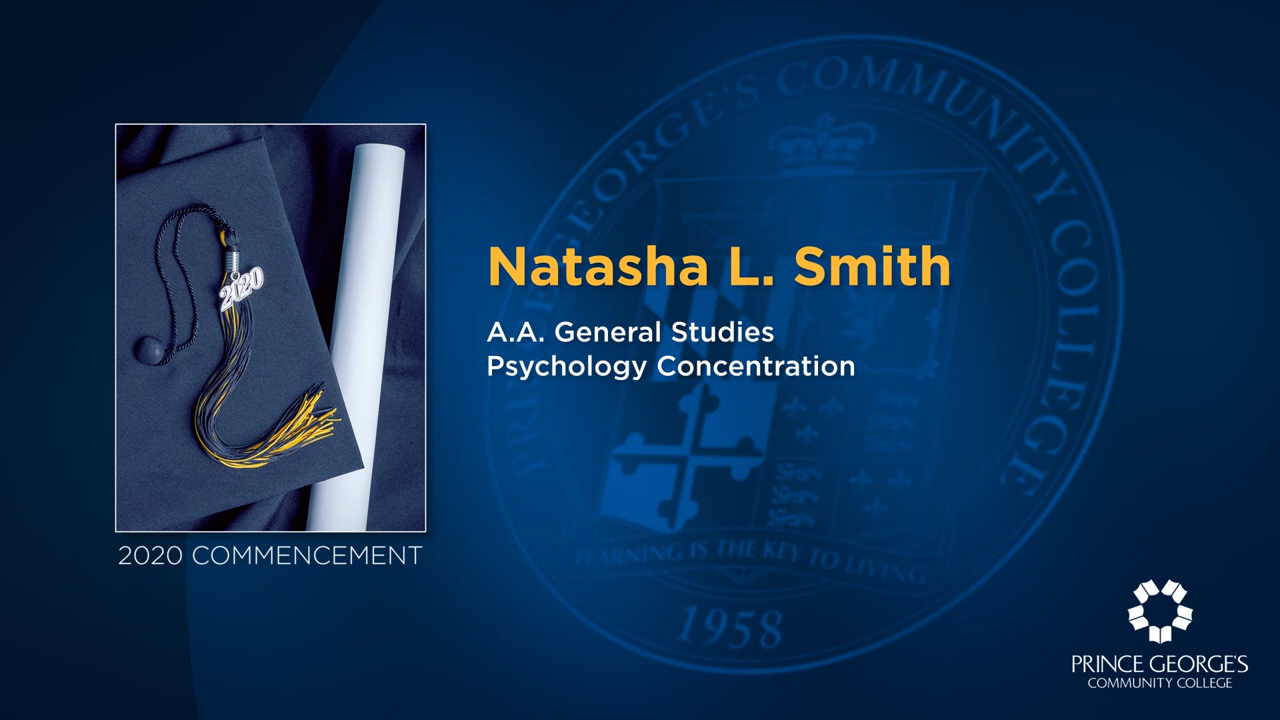 PRINCE GEORGE'S COMMUNITY COLLEGE
2020
Natasha L. Smith
A.A. General Studies
Psychology Concentration
2020 COMMENCEMENT
LEARNING IS THE KEY TO LIVING
1958
PRINCE GEORGE'S
COMMUNITY COLLEGE